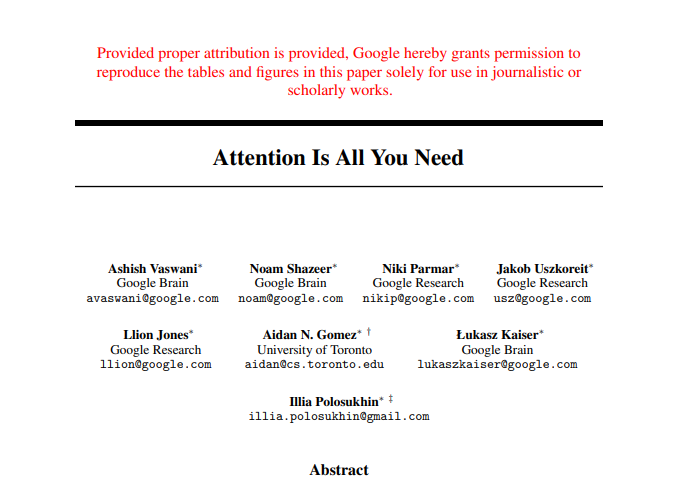 Provided proper attribution is provided, Google hereby grants permission to
reproduce the tables and figures in this paper solely for use in journalistic or
scholarly works.
Attention Is All You Need
Ashish Vaswani* Noam Shazeer* Niki Parmar* Jakob Uszkoreit*
Google Brain Google Brain Google Research Google Research
avaswani@google.com noam@google.com nikip@google.com usz@google.com
Llion Jones* Aidan N. Gomez* † Łukasz Kaiser*
Google Research University of Toronto Google Brain
llion@google.com aidan@cs.toronto.edu lukaszkaiser@google.com
Illia Polosukhin* ‡
illia.polosukhin@gmail.com
Abstract